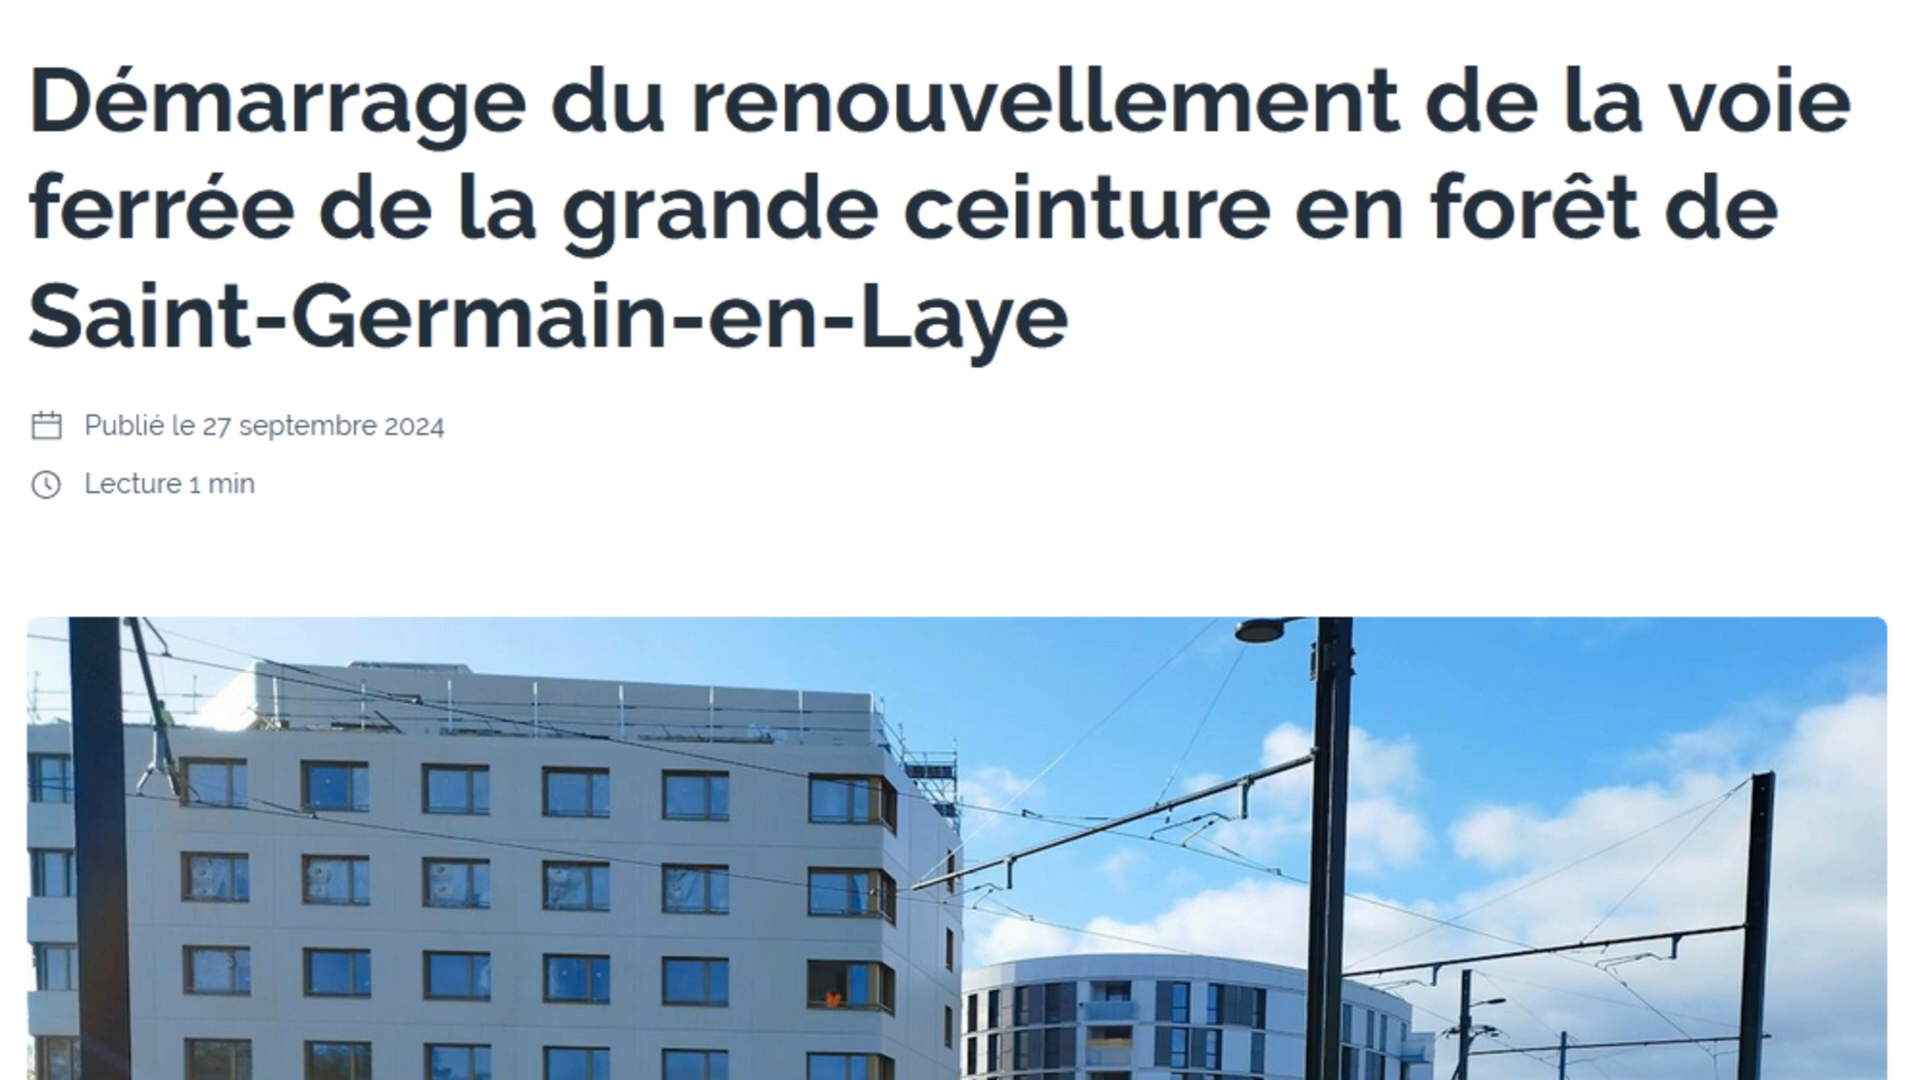 Démarrage du renouvellement de la voie
ferrée de la grande ceinture en forêt de
Saint-Germain-en-Laye
Publié le 27 septembre 2024
Lecture 1 min